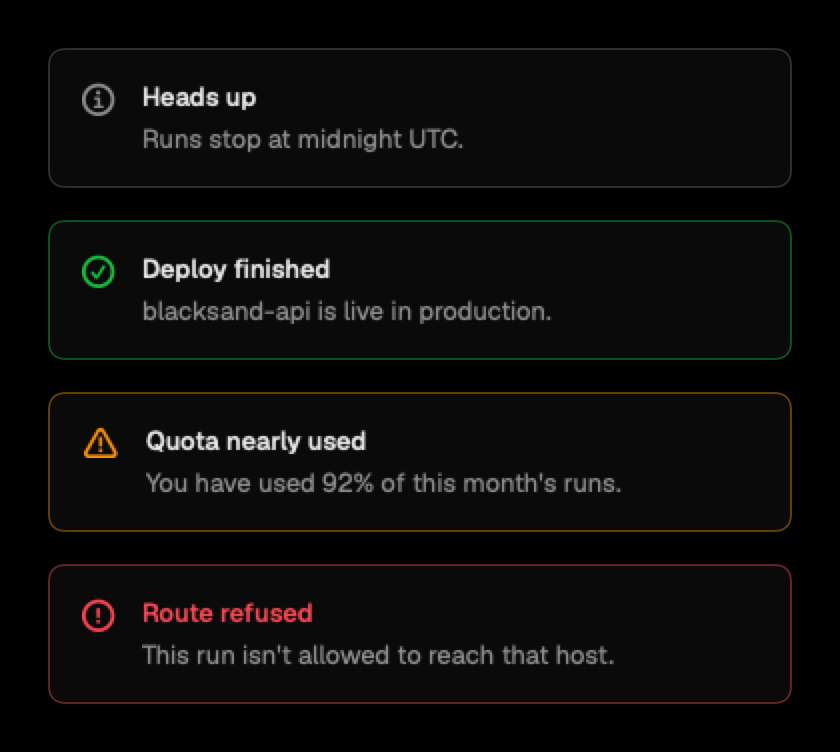 Heads up
Runs stop at midnight UTC.
Deploy finished
blacksand-api is live in production.
Quota nearly used
You have used 92% of this month's runs.
Route refused
This run isn't allowed to reach that host.